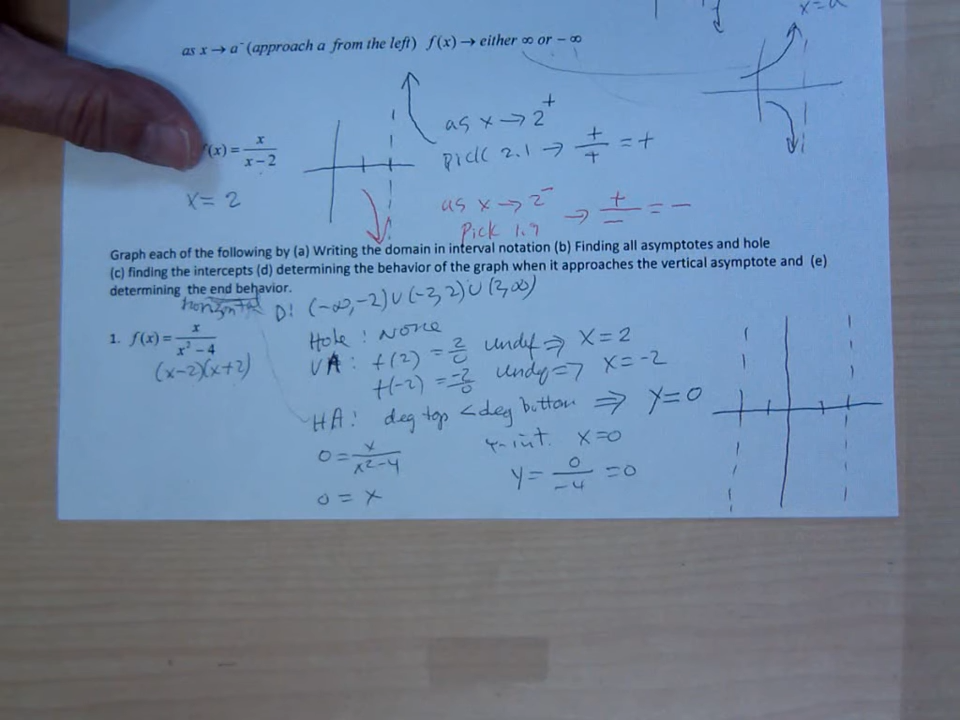 x=a
as x → a⁻ (approach a from the left) f(x) → either ∞ or − ∞
as x → 2⁺
f(x) = x/(x−2)
pick 2.1 → +/+ = +
x = 2
as x → 2⁻
Pick 1.9 → +/− = −
Graph each of the following by (a) Writing the domain in interval notation (b) Finding all asymptotes and hole
(c) finding the intercepts (d) determining the behavior of the graph when it approaches the vertical asymptote and (e)
determining the end behavior.
horizontal D: (-∞,-2)∪(-2,2)∪(2,∞)
1. f(x) = x/(x²−4)
Hole: None
(x-2)(x+2)
VA: f(2) = 2/0 undef ⇒ x = 2
f(-2) = -2/0 undef ⇒ x = -2
HA: deg top < deg buttom ⇒ y=0
0 = x/(x²-4)
Y-int. x=0
0 = x
y = 0/-4 = 0